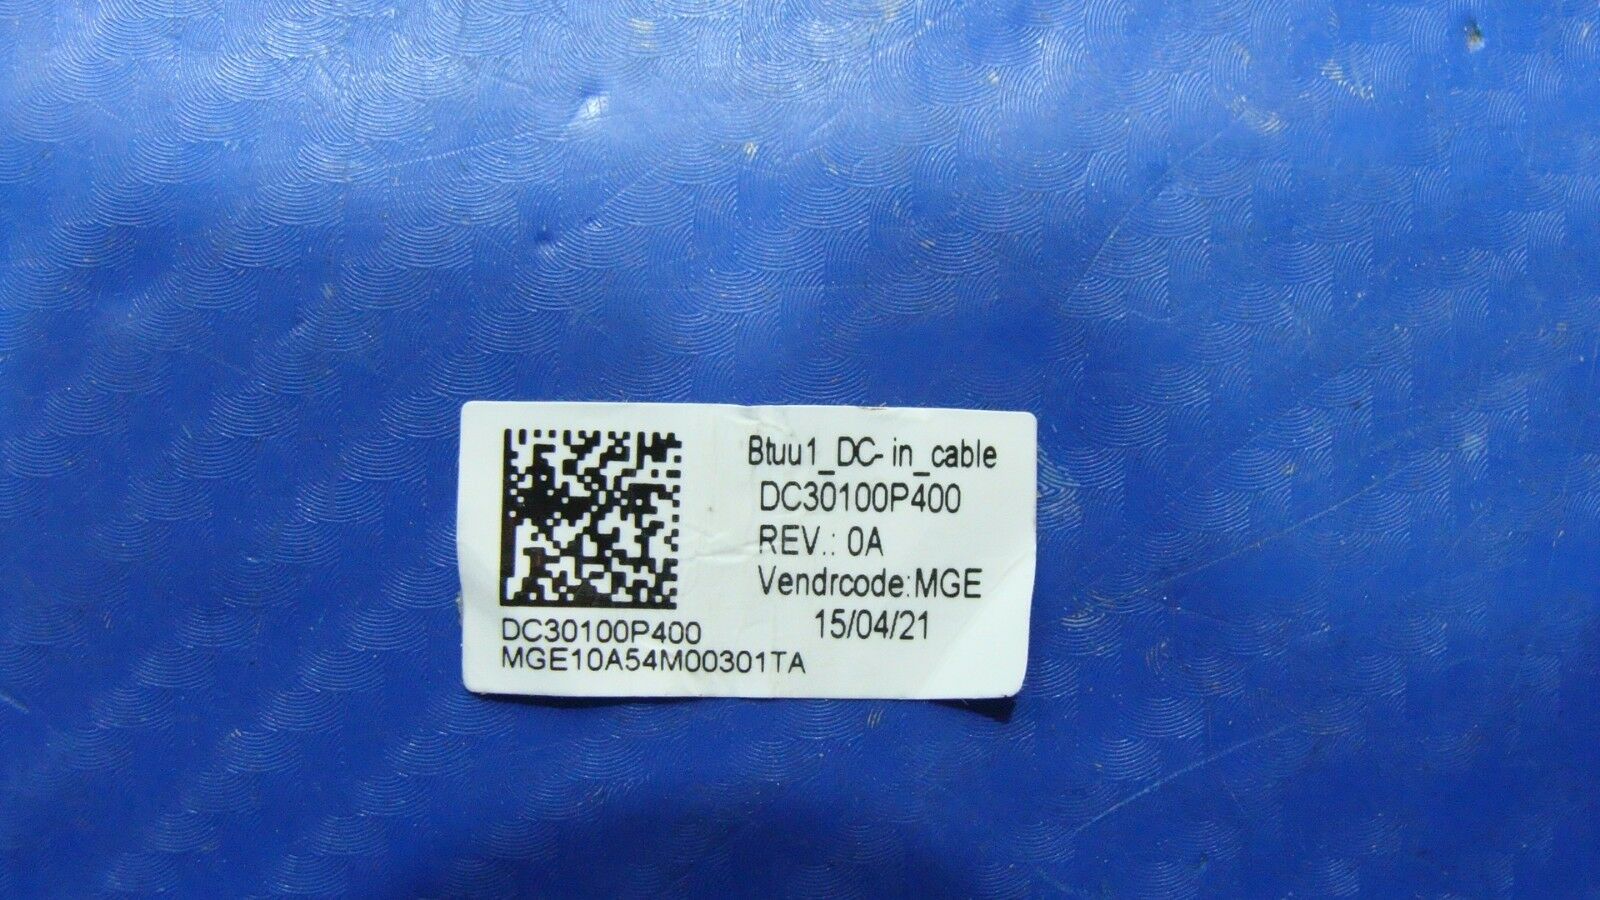 Btuu1_DC-in_cable
DC30100P400
REV.: 0A
Vendrcode:MGE
15/04/21
DC30100P400
MGE10A54M00301TA